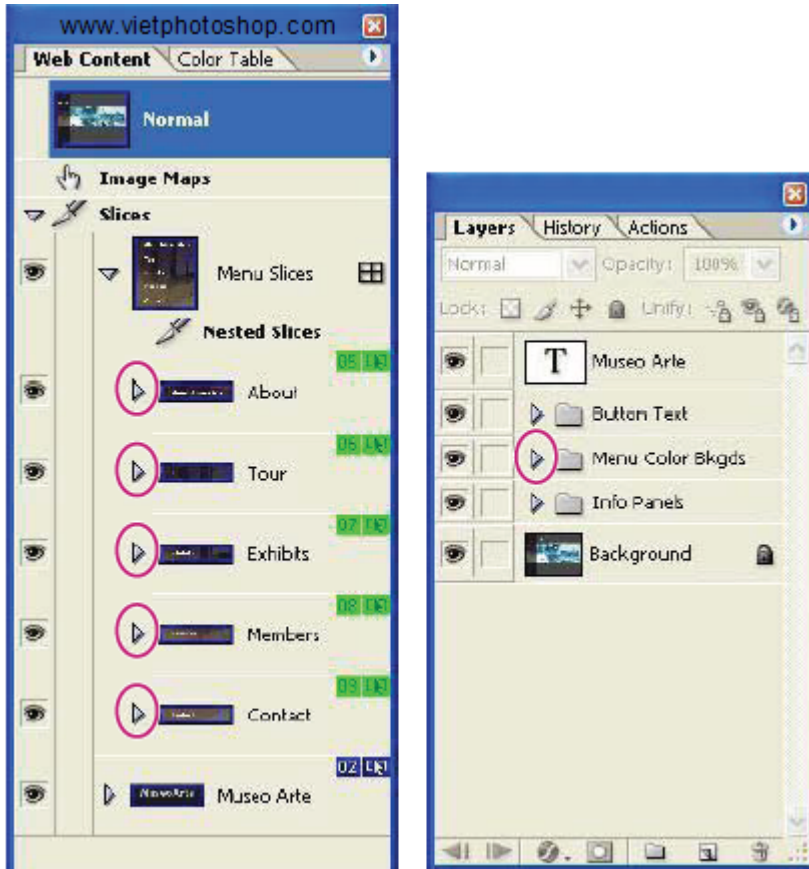 www.vietphotoshop.com
Web Content Color Table
Normal
Image Maps
Slices
Menu Slices
Nested Slices
05
About
06
Tour
07
Exhibits
08
Members
09
Contact
02
MuseoArte Museo Arte
Layers History Actions
Normal Opacity: 100%
Lock: Unify:
T Museo Arte
Button Text
Menu Color Bkgds
Info Panels
Background